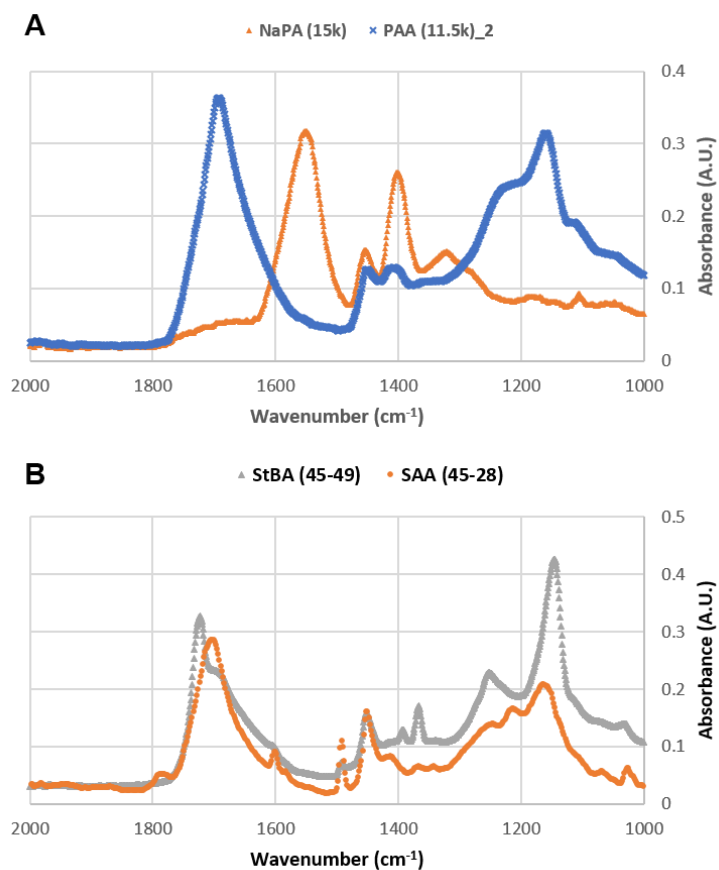 A
NaPA (15k) PAA (11.5k)_2
0.4
0.3
0.2
0.1
0
Absorbance (A.U.)
2000 1800 1600 1400 1200 1000
Wavenumber (cm⁻¹)
B
StBA (45-49) SAA (45-28)
0.5
0.4
0.3
0.2
0.1
0
Absorbance (A.U.)
2000 1800 1600 1400 1200 1000
Wavenumber (cm⁻¹)